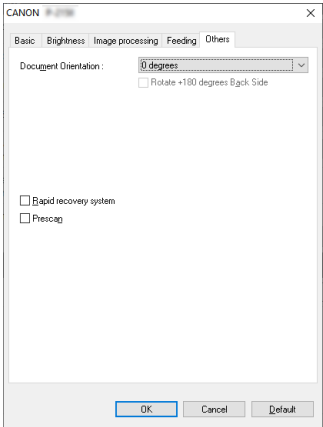 CANON
Basic Brightness Image processing Feeding Others
Document Orientation : 0 degrees
Rotate +180 degrees Back Side
Rapid recovery system
Prescan
OK Cancel Default